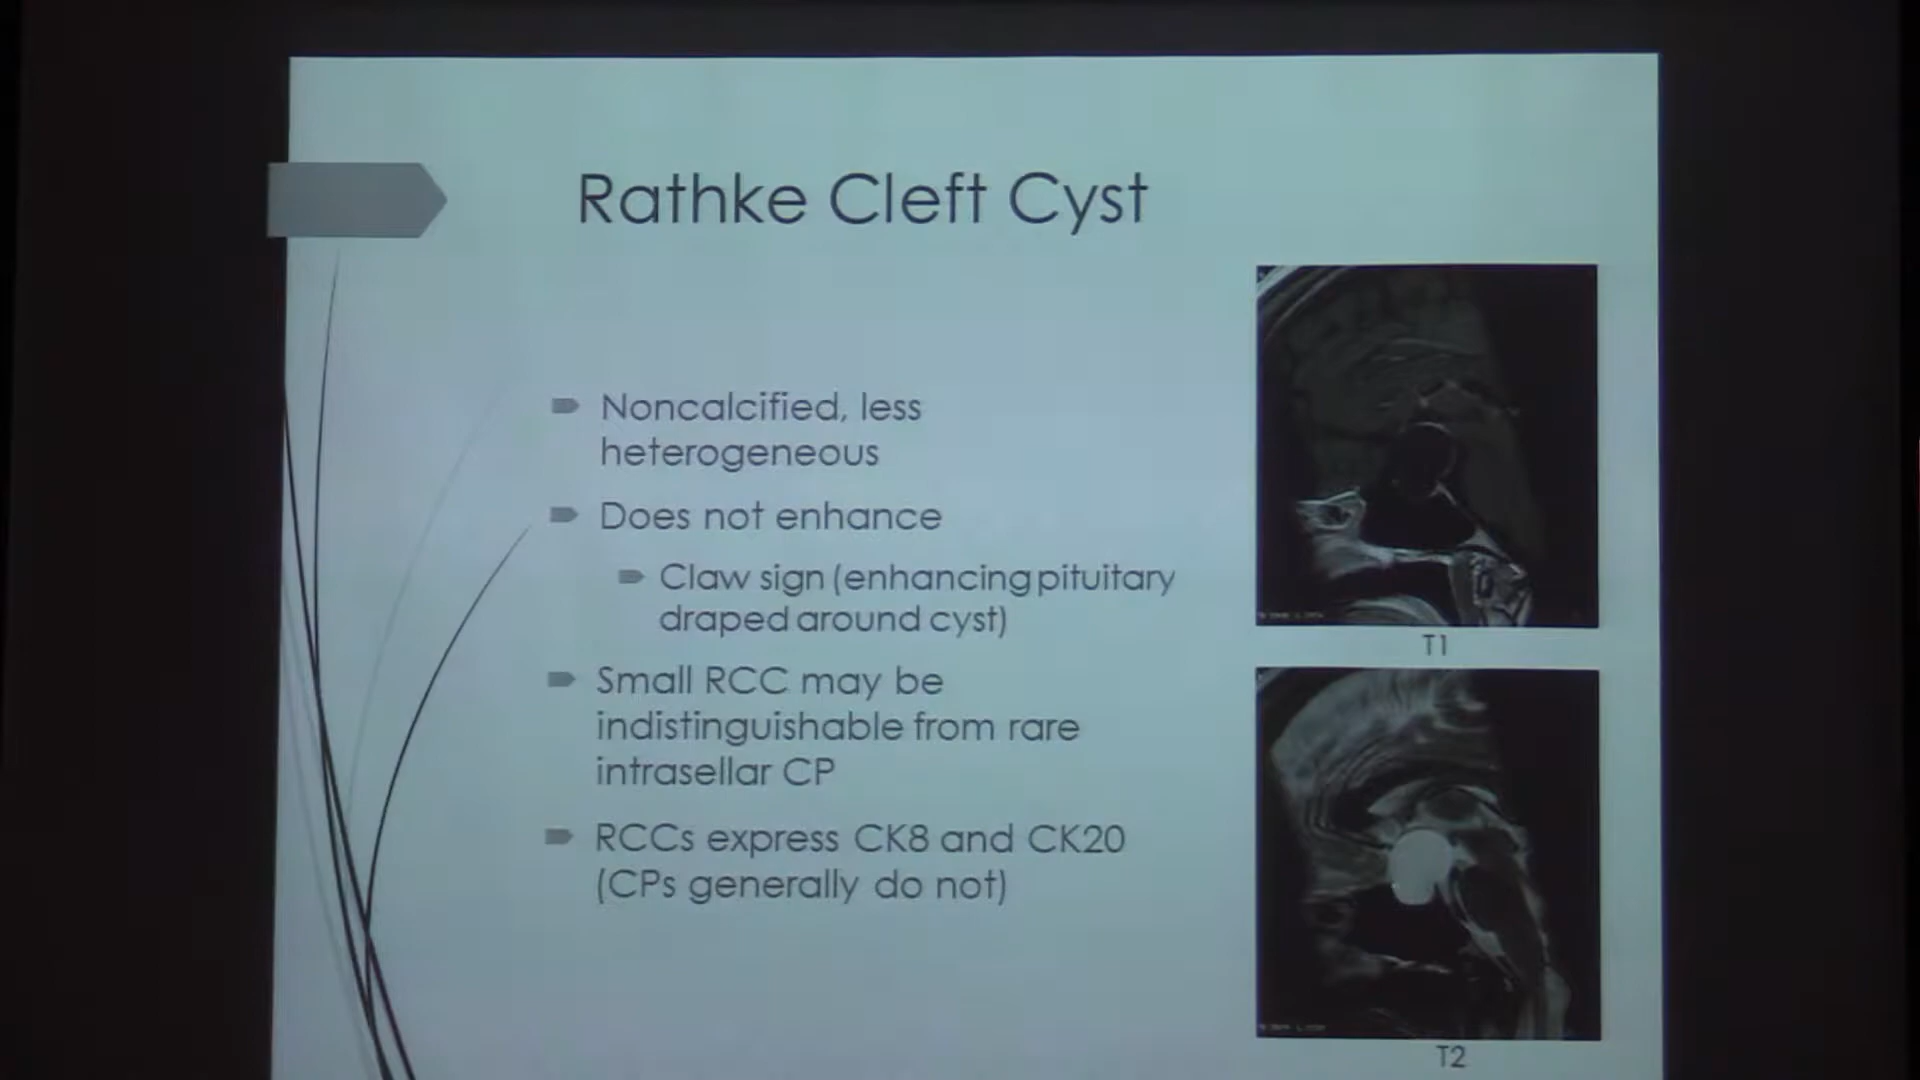 Rathke Cleft Cyst
Noncalcified, less
heterogeneous
Does not enhance
Claw sign (enhancing pituitary
draped around cyst)
Small RCC may be
indistinguishable from rare
intrasellar CP
RCCs express CK8 and CK20
(CPs generally do not)
T1
T2